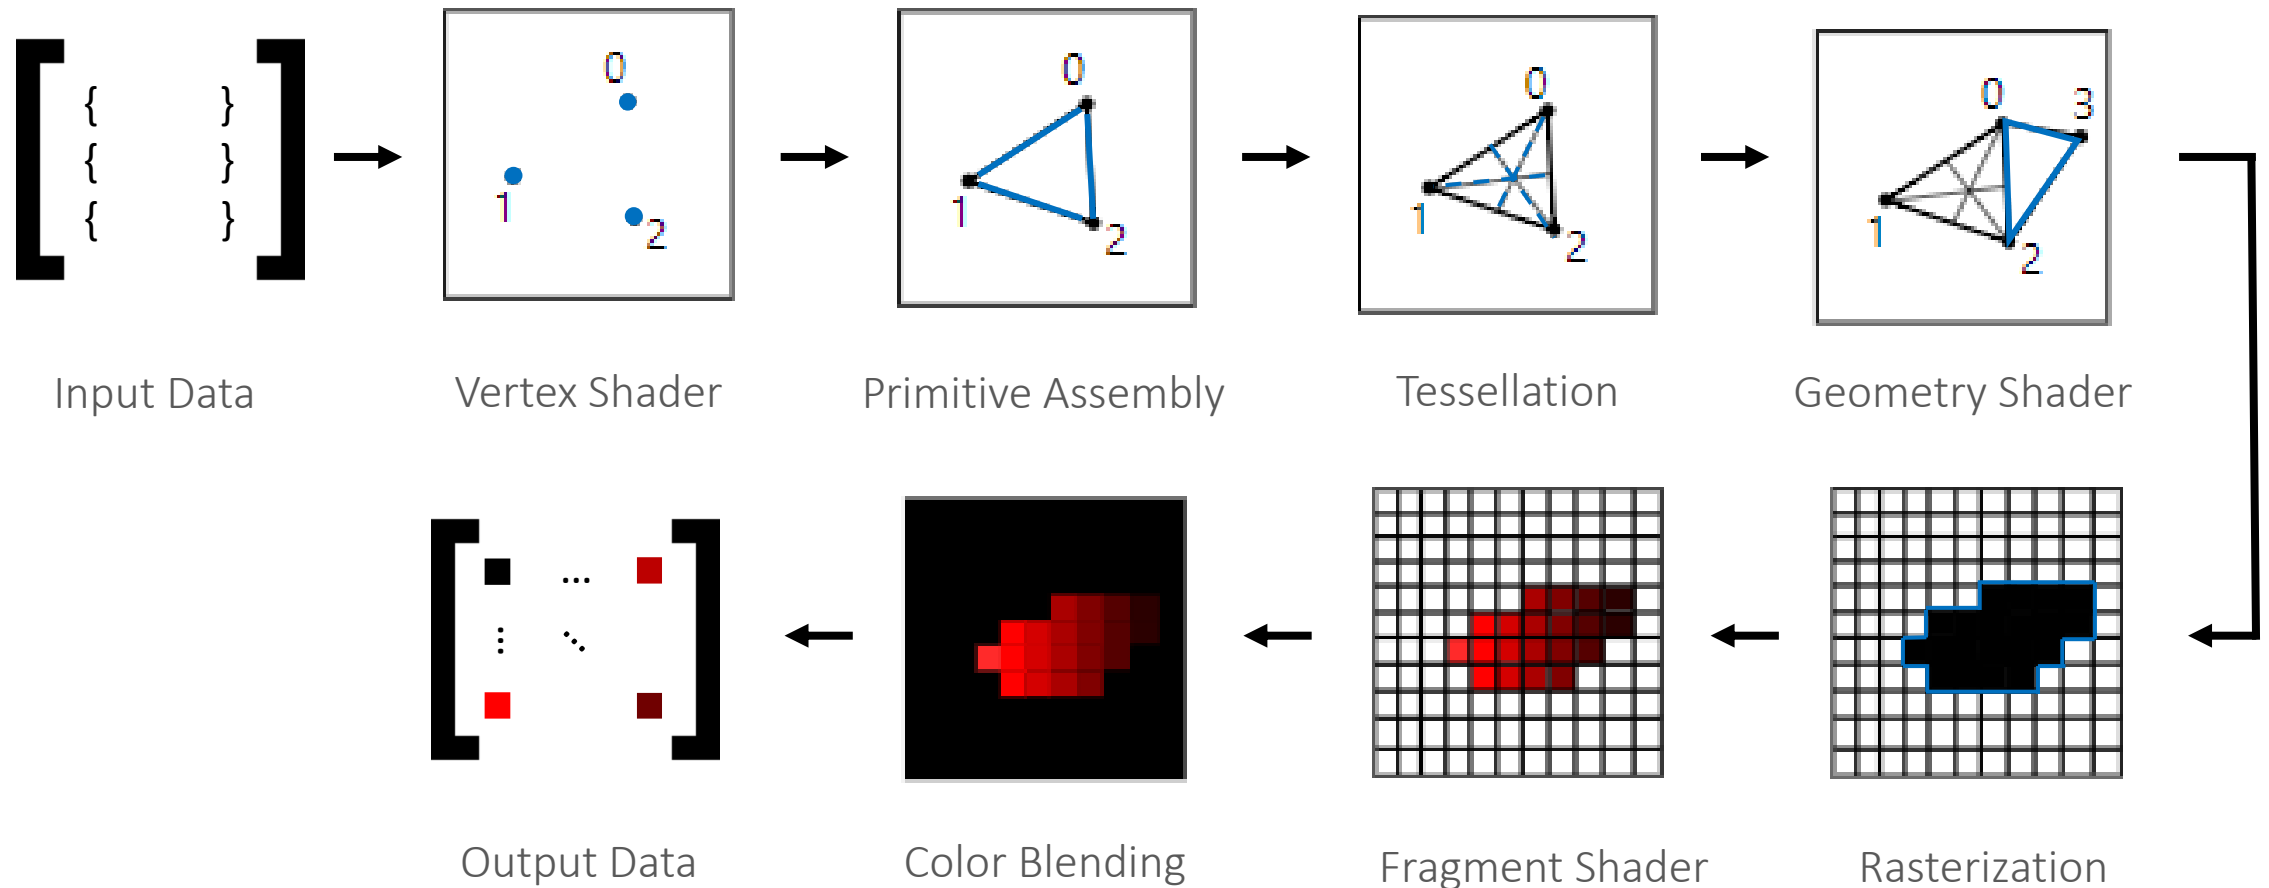 { }
{ }
{ }
0
1
2
0
1
2
0
1
2
0
3
1
2
Input Data
Vertex Shader
Primitive Assembly
Tessellation
Geometry Shader
...
Output Data
Color Blending
Fragment Shader
Rasterization